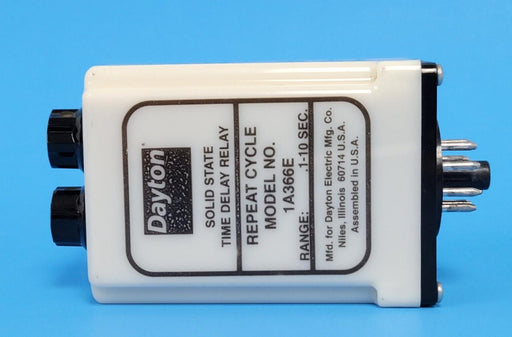 Dayton
SOLID STATE
TIME DELAY RELAY
REPEAT CYCLE
MODEL NO.
1A366E
RANGE: .1-10 SEC.
Mfd. for Dayton Electric Mfg. Co.
Niles, Illinois 60714 U.S.A.
Assembled in U.S.A.